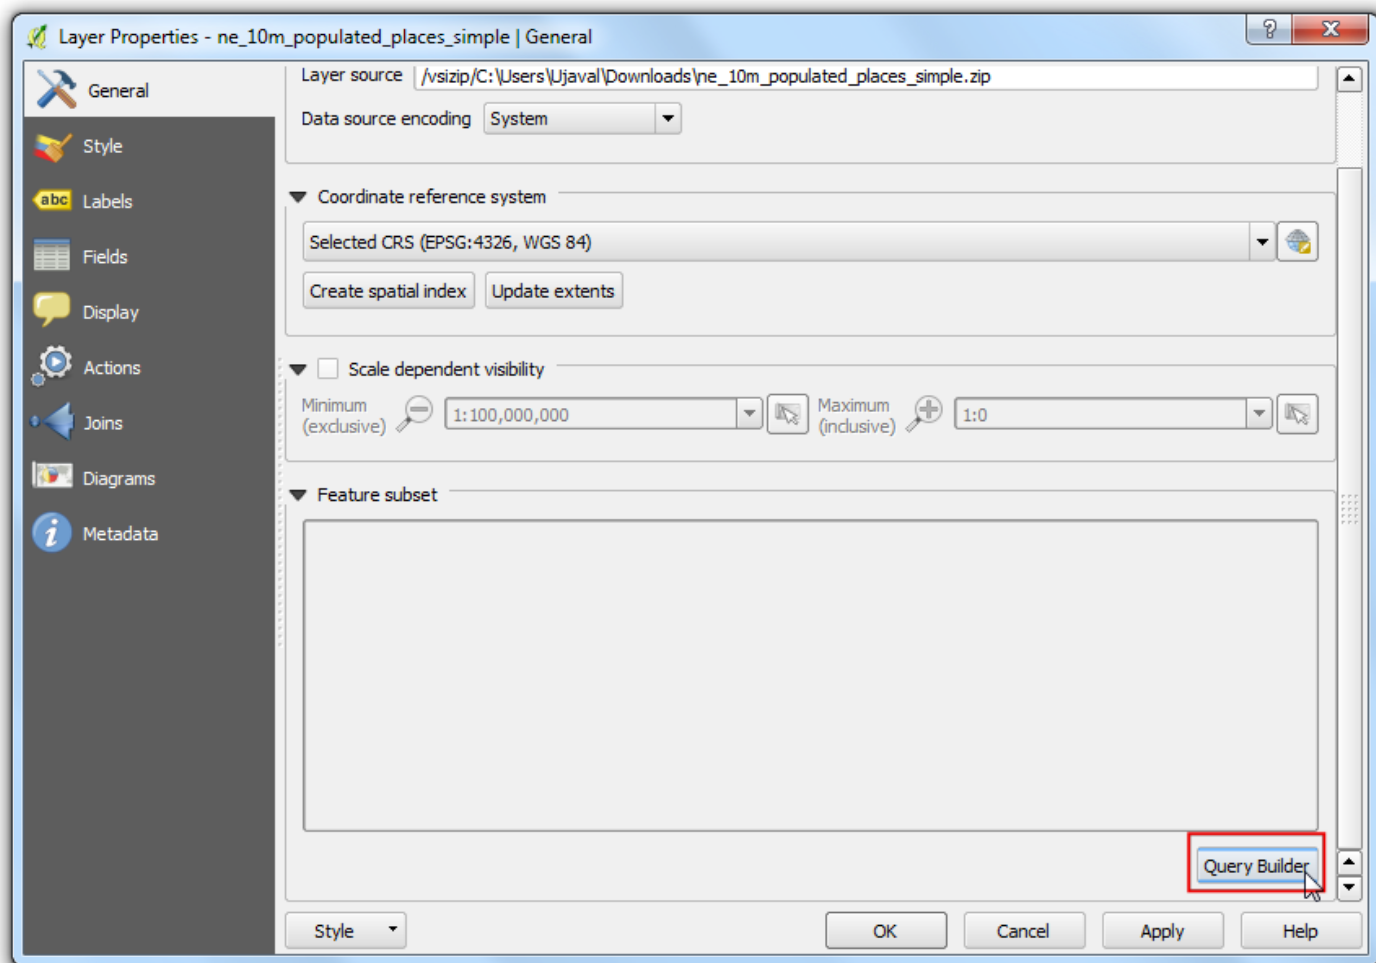 Layer Properties - ne_10m_populated_places_simple | General
General
Style
Labels
Fields
Display
Actions
Joins
Diagrams
Metadata
Layer source /vsizip/C:\Users\Ujaval\Downloads\ne_10m_populated_places_simple.zip
Data source encoding System
Coordinate reference system
Selected CRS (EPSG:4326, WGS 84)
Create spatial index Update extents
Scale dependent visibility
Minimum (exclusive) 1:100,000,000 Maximum (inclusive) 1:0
Feature subset
Query Builder
Style OK Cancel Apply Help
abc